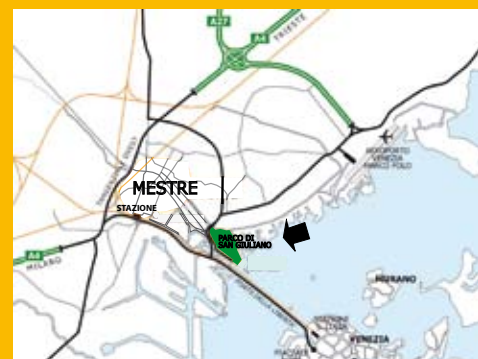 A27
A4
TRIESTE
AEROPORTO
VENEZIA
MARCO POLO
MESTRE
STAZIONE
PARCO DI
SAN GIULIANO
A4
MILANO
MURANO
VENEZIA